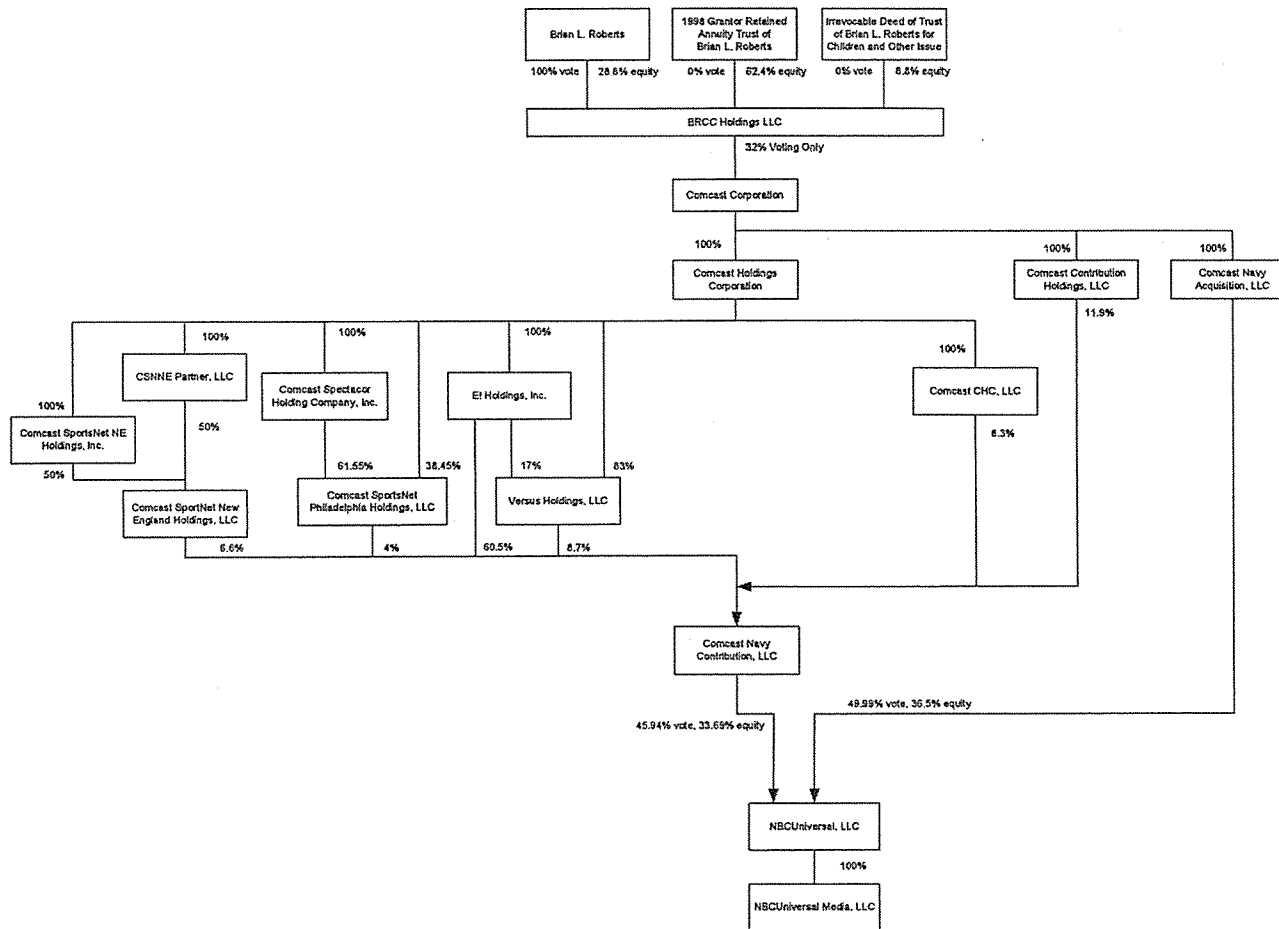 Brian L. Roberts
1998 Grantor Retained
Annuity Trust of
Brian L. Roberts
Irrevocable Deed of Trust
of Brian L. Roberts for
Children and Other Issue
100% vote
28.8% equity
0% vote
62.4% equity
0% vote
8.8% equity
BRCC Holdings LLC
32% Voting Only
Comcast Corporation
100%
100%
100%
Comcast Holdings
Corporation
Comcast Contribution
Holdings, LLC
Comcast Navy
Acquisition, LLC
11.9%
100%
100%
100%
100%
CSNNE Partner, LLC
Comcast Spectacor
Holding Company, Inc.
E! Holdings, Inc.
Comcast CHC, LLC
100%
Comcast SportsNet NE
Holdings, Inc.
50%
8.3%
50%
61.55%
38.45%
17%
83%
Comcast SportNet New
England Holdings, LLC
Comcast SportsNet
Philadelphia Holdings, LLC
Versus Holdings, LLC
6.6%
4%
60.5%
8.7%
Comcast Navy
Contribution, LLC
45.94% vote, 33.69% equity
49.99% vote, 36.5% equity
NBCUniversal, LLC
100%
NBCUniversal Media, LLC